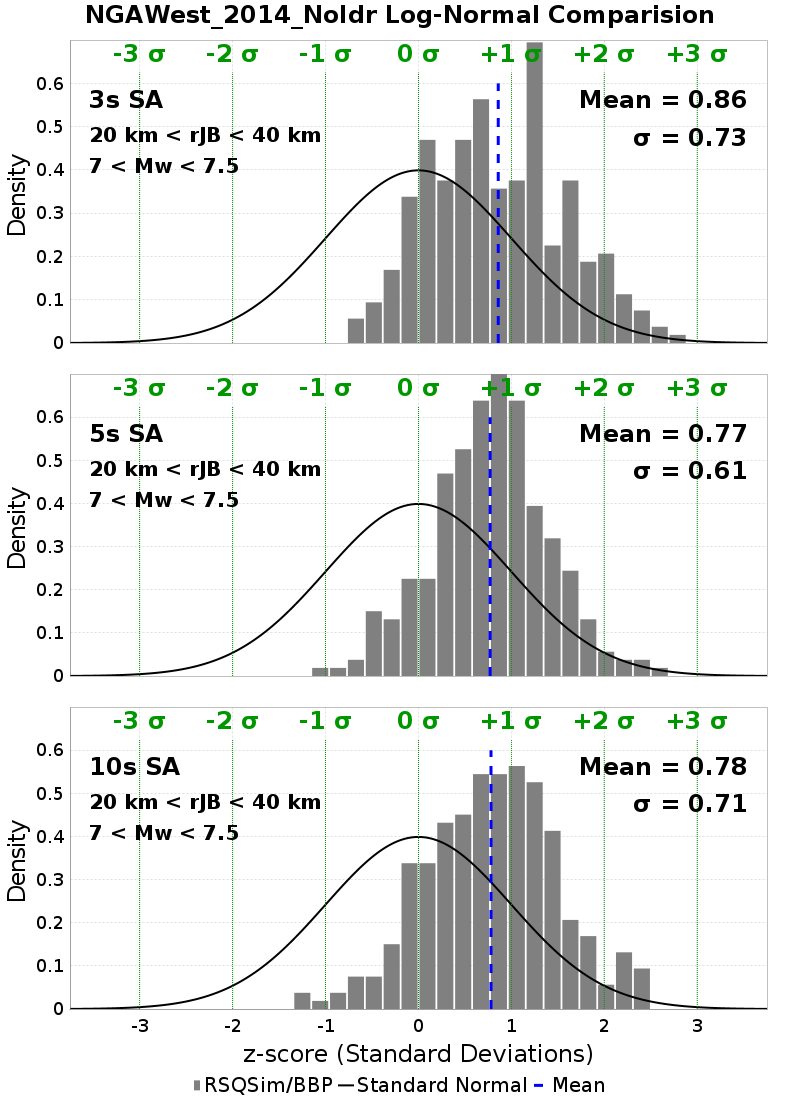 NGAWest_2014_NoIdr Log-Normal Comparision
-3 σ -2 σ -1 σ 0 σ +1 σ +2 σ +3 σ
3s SA Mean = 0.86
20 km < rJB < 40 km σ = 0.73
7 < Mw < 7.5
Density
0.6
0.5
0.4
0.3
0.2
0.1
0
-3 σ -2 σ -1 σ 0 σ +1 σ +2 σ +3 σ
5s SA Mean = 0.77
20 km < rJB < 40 km σ = 0.61
7 < Mw < 7.5
Density
0.6
0.5
0.4
0.3
0.2
0.1
0
-3 σ -2 σ -1 σ 0 σ +1 σ +2 σ +3 σ
10s SA Mean = 0.78
20 km < rJB < 40 km σ = 0.71
7 < Mw < 7.5
Density
0.6
0.5
0.4
0.3
0.2
0.1
0
-3 -2 -1 0 1 2 3
z-score (Standard Deviations)
RSQSim/BBP Standard Normal Mean